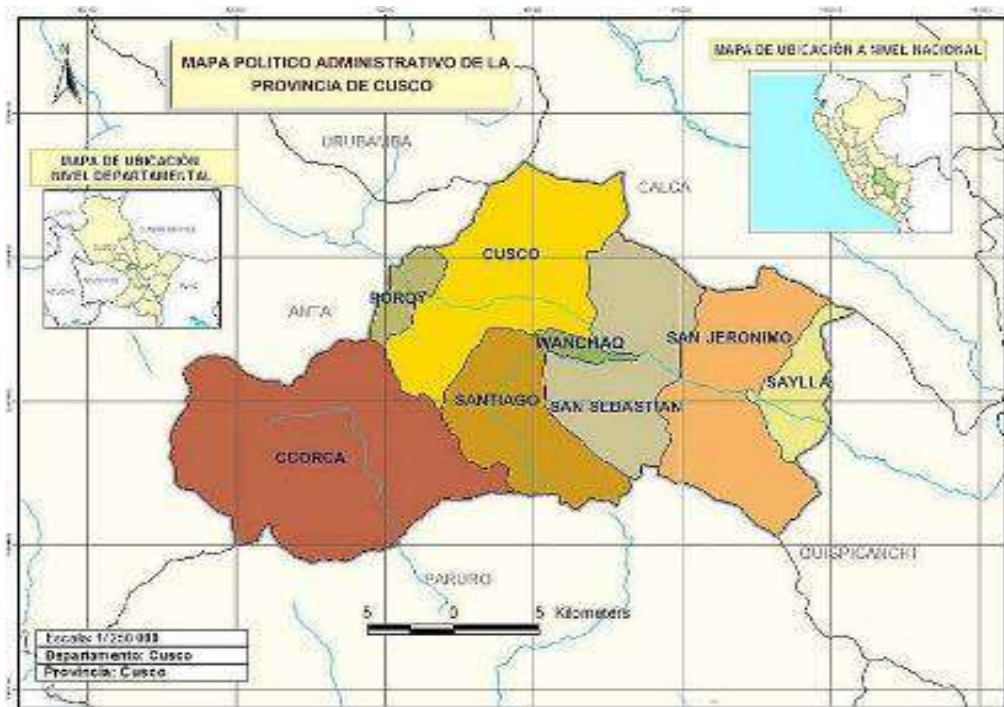 N
MAPA POLITICO ADMINISTRATIVO DE LA
PROVINCIA DE CUSCO
MAPA DE UBICACIÓN A NIVEL NACIONAL
MAPA DE UBICACIÓN
NIVEL DEPARTAMENTAL
URUBAMBA
CALCA
ANTA
CUSCO
POROY
WANCHAQ
SAN JERONIMO
SAYLLA
SANTIAGO
SAN SEBASTIAN
CCORCA
QUISPICANCHI
PARURO
5 0 5 Kilometers
Escala: 1/250 000
Departamento: Cusco
Provincia: Cusco